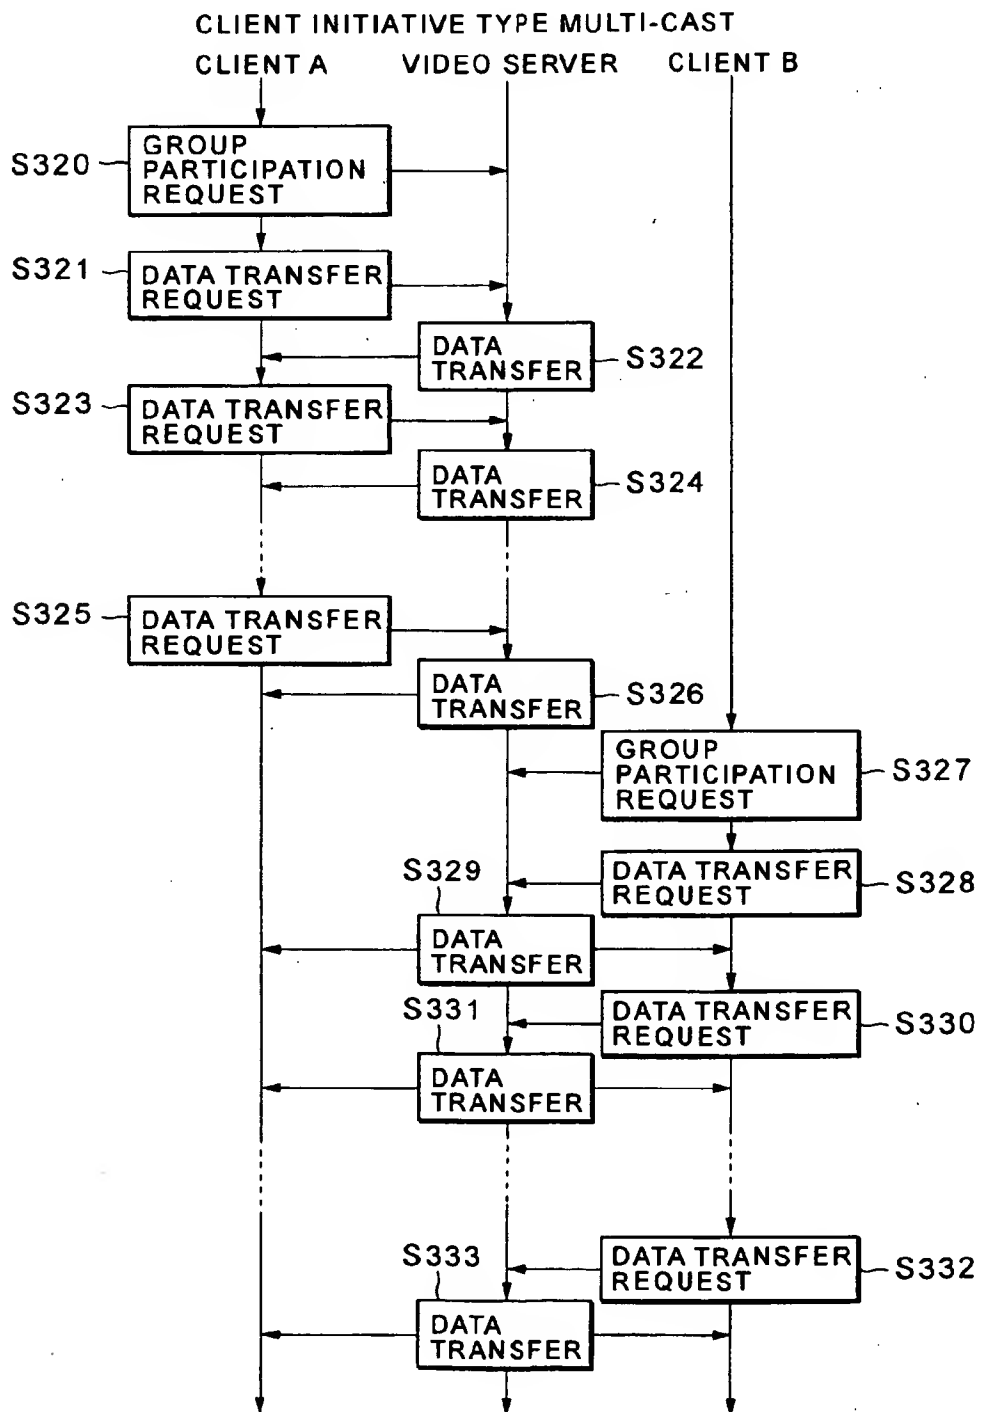 CLIENT INITIATIVE TYPE MULTI-CAST
CLIENT A VIDEO SERVER CLIENT B
S320
GROUP
PARTICIPATION
REQUEST
S321
DATA TRANSFER
REQUEST
DATA
TRANSFER
S322
S323
DATA TRANSFER
REQUEST
DATA
TRANSFER
S324
S325
DATA TRANSFER
REQUEST
DATA
TRANSFER
S326
GROUP
PARTICIPATION
REQUEST
S327
DATA TRANSFER
REQUEST
S328
S329
DATA
TRANSFER
DATA TRANSFER
REQUEST
S330
S331
DATA
TRANSFER
DATA TRANSFER
REQUEST
S332
S333
DATA
TRANSFER